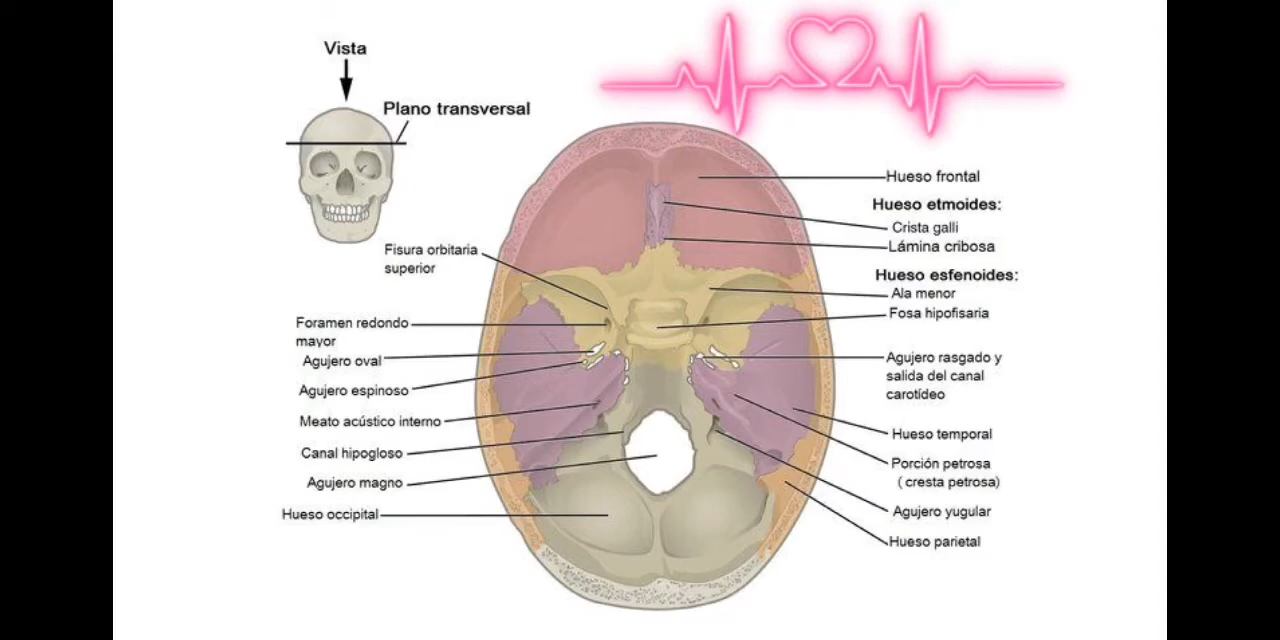 Vista
Plano transversal
Fisura orbitaria
superior
Foramen redondo
mayor
Agujero oval
Agujero espinoso
Meato acústico interno
Canal hipogloso
Agujero magno
Hueso occipital
Hueso frontal
Hueso etmoides:
Crista galli
Lámina cribosa
Hueso esfenoides:
Ala menor
Fosa hipofisaria
Agujero rasgado y
salida del canal
carotídeo
Hueso temporal
Porción petrosa
( cresta petrosa)
Agujero yugular
Hueso parietal